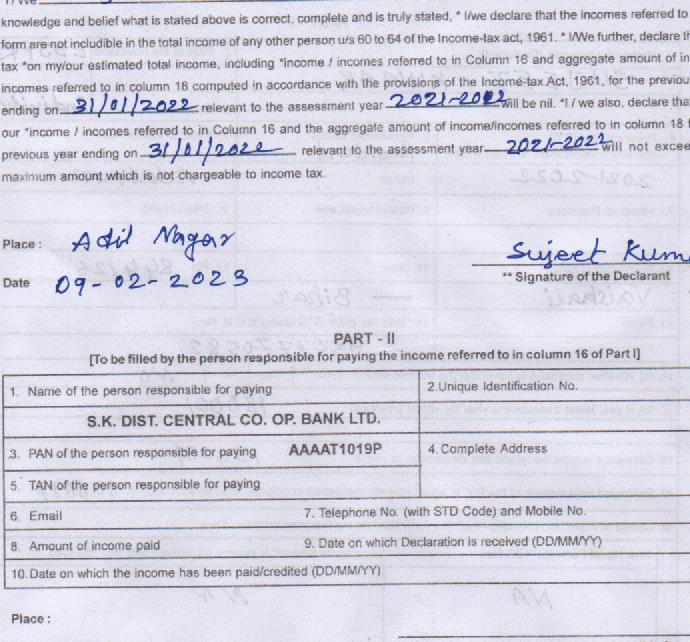 knowledge and belief what is stated above is correct, complete and is truly stated, * I/we declare that the incomes referred to
form are not includible in the total income of any other person u/s 60 to 64 of the Income-tax act, 1961. * I/We further, declare th
tax *on my/our estimated total income, including *income / incomes referred to in Column 16 and aggregate amount of in
incomes referred to in column 18 computed in accordance with the provisions of the Income-tax Act, 1961, for the previou
ending on 31/01/2022 relevant to the assessment year 2021-2022 will be nil. *I / we also, declare tha
our *income / incomes referred to in Column 16 and the aggregate amount of income/incomes referred to in column 18 f
previous year ending on 31/01/2022 relevant to the assessment year 2021-2022 will not excee
maximum amount which is not chargeable to income tax.
Place : Adil Nagar
Sujeet Kum
Date 09-02-2023
** Signature of the Declarant
PART - II
[To be filled by the person responsible for paying the income referred to in column 16 of Part I]
1. Name of the person responsible for paying
2.Unique Identification No.
S.K. DIST. CENTRAL CO. OP. BANK LTD.
3. PAN of the person responsible for paying AAAAT1019P
4. Complete Address
5. TAN of the person responsible for paying
6. Email
7. Telephone No. (with STD Code) and Mobile No.
8. Amount of income paid
9. Date on which Declaration is received (DD/MM/YY)
10. Date on which the income has been paid/credited (DD/MM/YY)
Place :